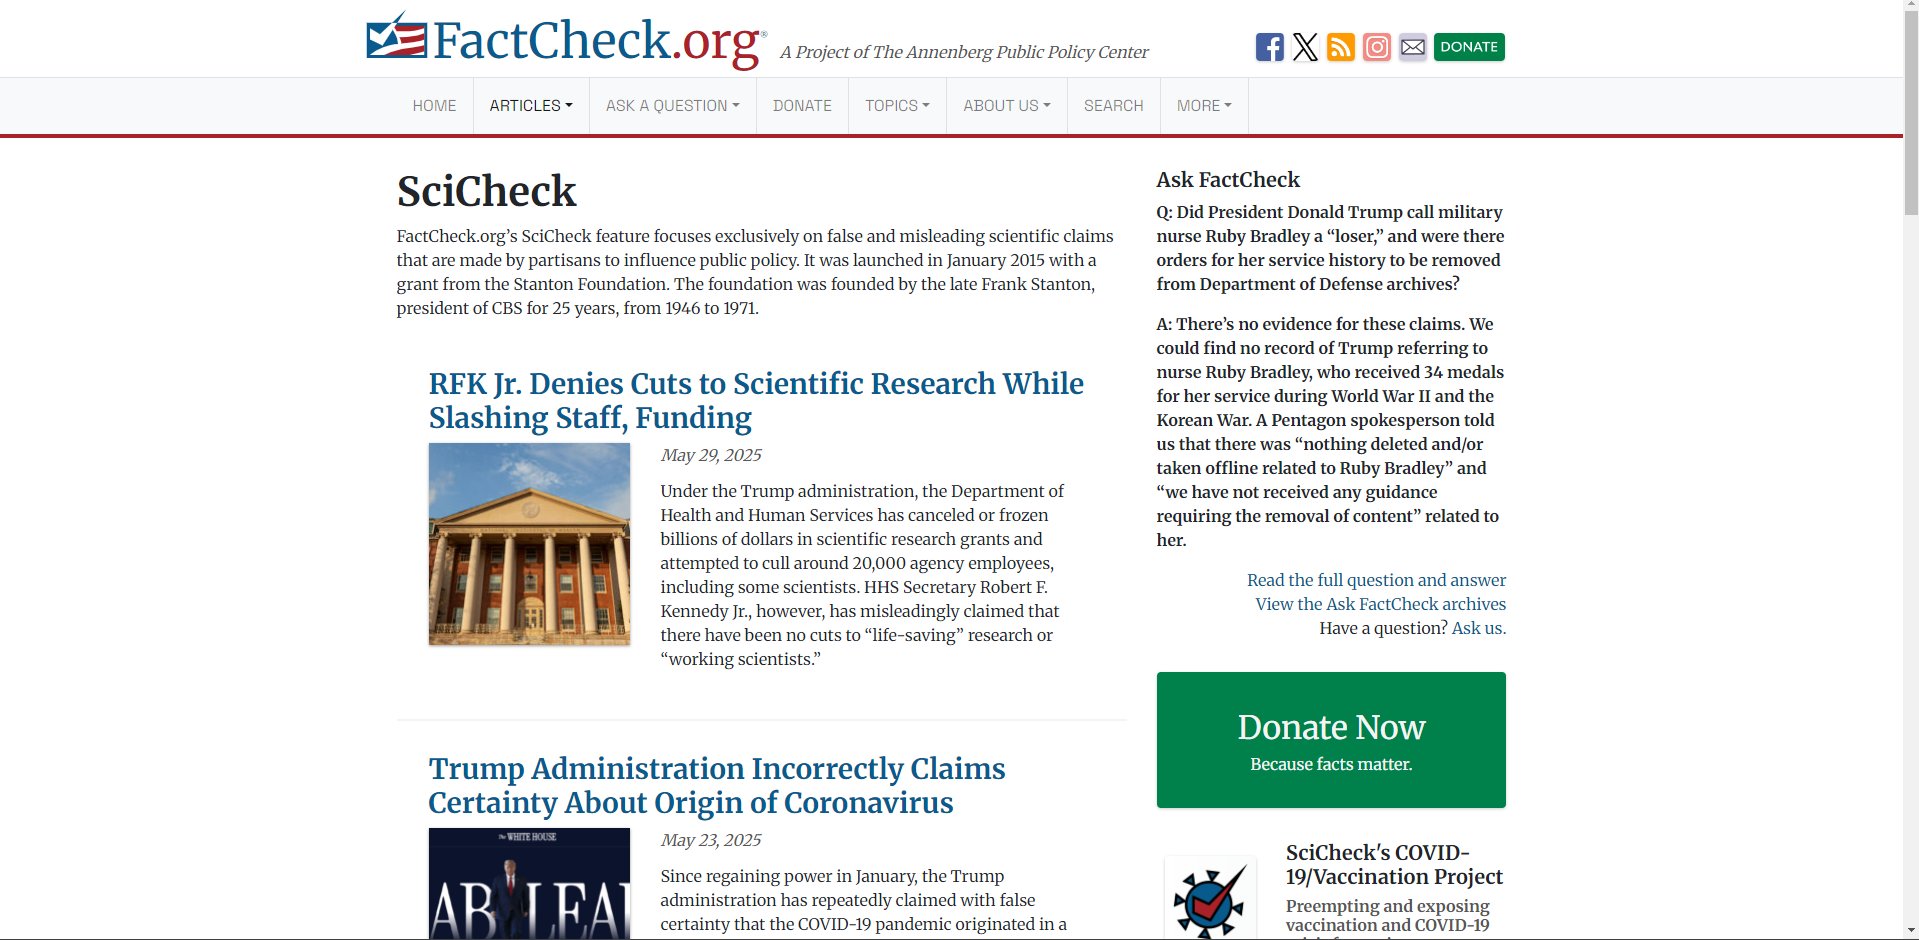 FactCheck.org®
A Project of The Annenberg Public Policy Center
DONATE
HOME
ARTICLES
ASK A QUESTION
DONATE
TOPICS
ABOUT US
SEARCH
MORE
SciCheck
FactCheck.org’s SciCheck feature focuses exclusively on false and misleading scientific claims
that are made by partisans to influence public policy. It was launched in January 2015 with a
grant from the Stanton Foundation. The foundation was founded by the late Frank Stanton,
president of CBS for 25 years, from 1946 to 1971.
RFK Jr. Denies Cuts to Scientific Research While
Slashing Staff, Funding
May 29, 2025
Under the Trump administration, the Department of
Health and Human Services has canceled or frozen
billions of dollars in scientific research grants and
attempted to cull around 20,000 agency employees,
including some scientists. HHS Secretary Robert F.
Kennedy Jr., however, has misleadingly claimed that
there have been no cuts to “life-saving” research or
“working scientists.”
Trump Administration Incorrectly Claims
Certainty About Origin of Coronavirus
The WHITE HOUSE
May 23, 2025
Since regaining power in January, the Trump
administration has repeatedly claimed with false
certainty that the COVID-19 pandemic originated in a
Ask FactCheck
Q: Did President Donald Trump call military
nurse Ruby Bradley a “loser,” and were there
orders for her service history to be removed
from Department of Defense archives?
A: There’s no evidence for these claims. We
could find no record of Trump referring to
nurse Ruby Bradley, who received 34 medals
for her service during World War II and the
Korean War. A Pentagon spokesperson told
us that there was “nothing deleted and/or
taken offline related to Ruby Bradley” and
“we have not received any guidance
requiring the removal of content” related to
her.
Read the full question and answer
View the Ask FactCheck archives
Have a question? Ask us.
Donate Now
Because facts matter.
SciCheck's COVID-
19/Vaccination Project
Preempting and exposing
vaccination and COVID-19